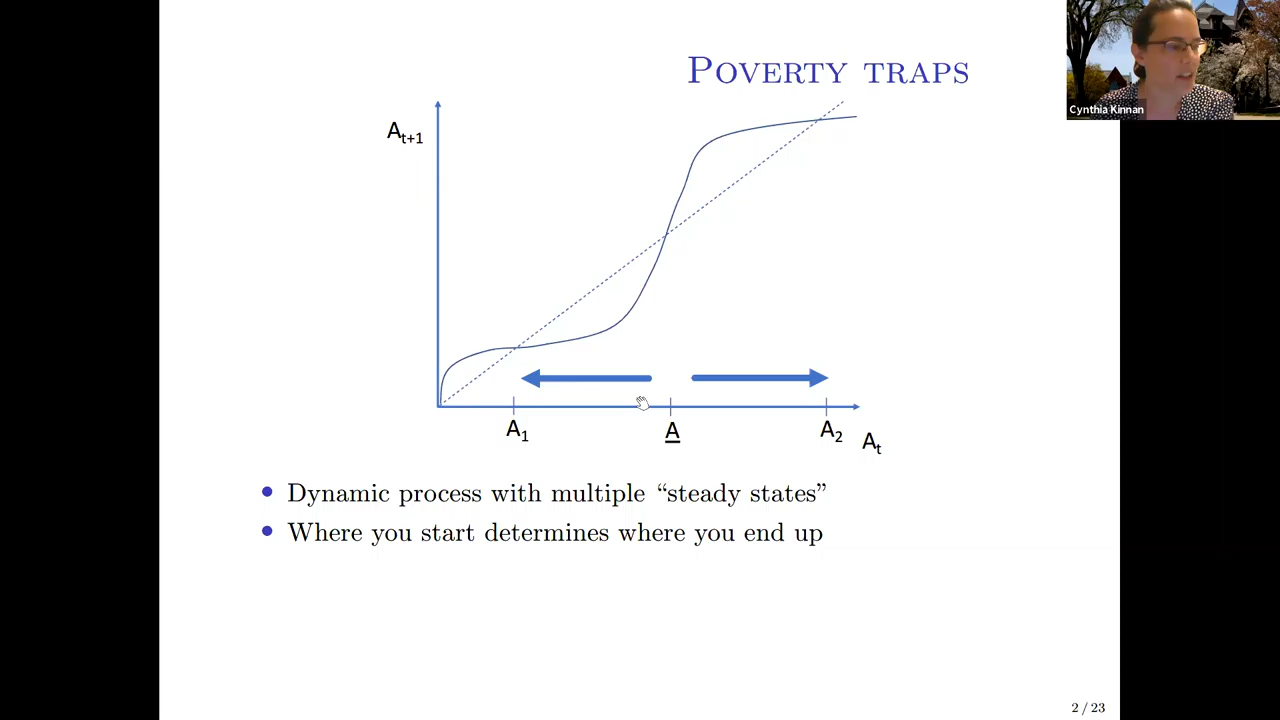 POVERTY TRAPS
Cynthia Kinnan
At+1
A1
A
A2
At
• Dynamic process with multiple “steady states”
• Where you start determines where you end up
2 / 23